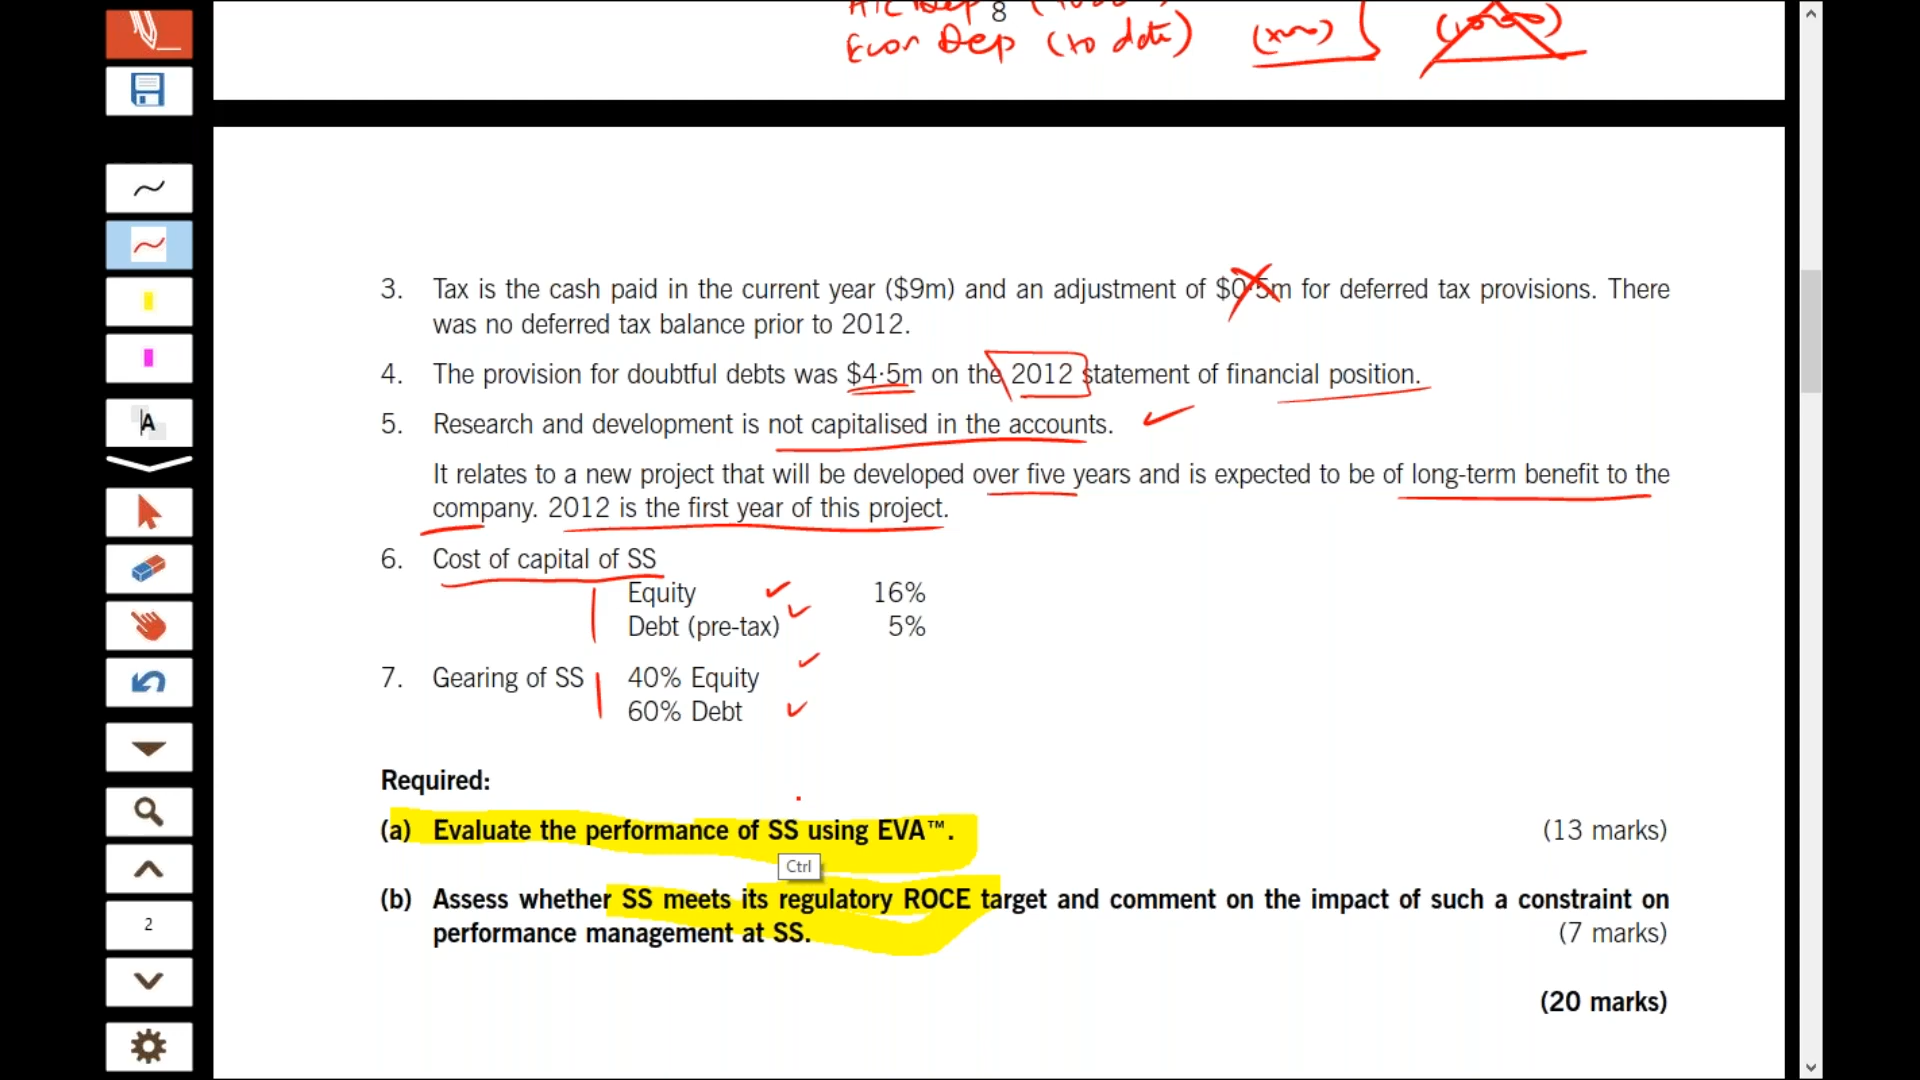 8
Econ Dep (to date)
3. Tax is the cash paid in the current year ($9m) and an adjustment of $0·5m for deferred tax provisions. There
was no deferred tax balance prior to 2012.
4. The provision for doubtful debts was $4·5m on the 2012 statement of financial position.
5. Research and development is not capitalised in the accounts.
It relates to a new project that will be developed over five years and is expected to be of long-term benefit to the
company. 2012 is the first year of this project.
6. Cost of capital of SS
Equity 16%
Debt (pre-tax) 5%
7. Gearing of SS 40% Equity
60% Debt
Required:
(a) Evaluate the performance of SS using EVA™. (13 marks)
Ctrl
(b) Assess whether SS meets its regulatory ROCE target and comment on the impact of such a constraint on
performance management at SS. (7 marks)
(20 marks)
A
2